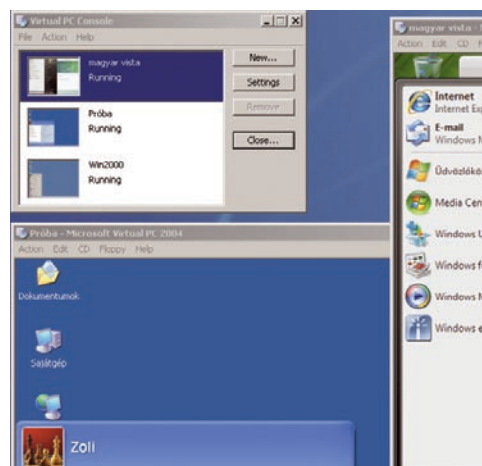 Virtual PC Console
File Action Help
magyar vista
Running
Próba
Running
Win2000
Running
New...
Settings
Remove
Close...
Próba - Microsoft Virtual PC 2004
Action Edit CD Floppy Help
Dokumentumok
Sajátgép
Zoli
magyar vista -
Action Edit CD
Internet
Internet Exp
E-mail
Windows M
Üdvözlőkö
Media Cen
Windows U
Windows f
Windows M
Windows e